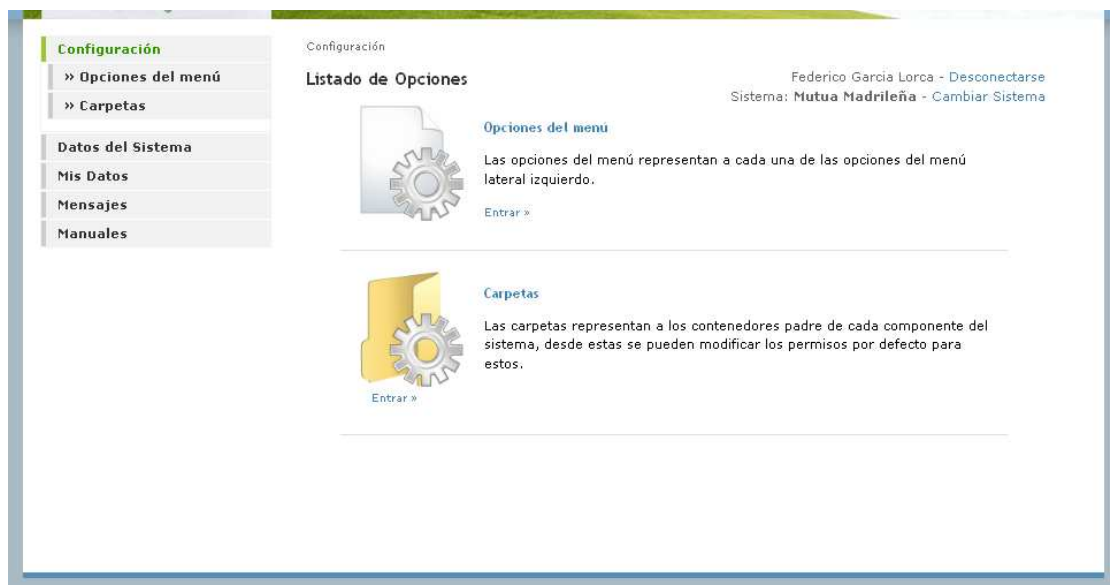 Configuración
» Opciones del menú
» Carpetas
Datos del Sistema
Mis Datos
Mensajes
Manuales
Configuración
Listado de Opciones
Federico Garcia Lorca - Desconectarse
Sistema: Mutua Madrileña - Cambiar Sistema
Opciones del menú
Las opciones del menú representan a cada una de las opciones del menú
lateral izquierdo.
Entrar »
Carpetas
Las carpetas representan a los contenedores padre de cada componente del
sistema, desde estas se pueden modificar los permisos por defecto para
estos.
Entrar »